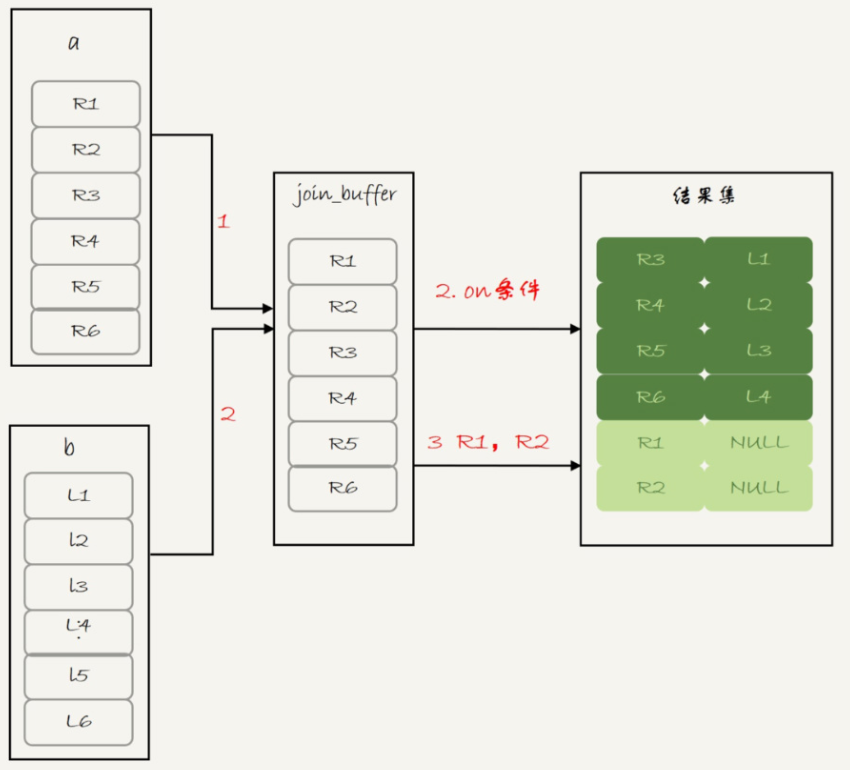 a
R1
R2
R3
R4
R5
R6
1
b
L1
l2
l3
L4
l5
L6
2
join_buffer
R1
R2
R3
R4
R5
R6
2. on条件
3 R1，R2
结果集
R3 L1
R4 L2
R5 L3
R6 L4
R1 NULL
R2 NULL